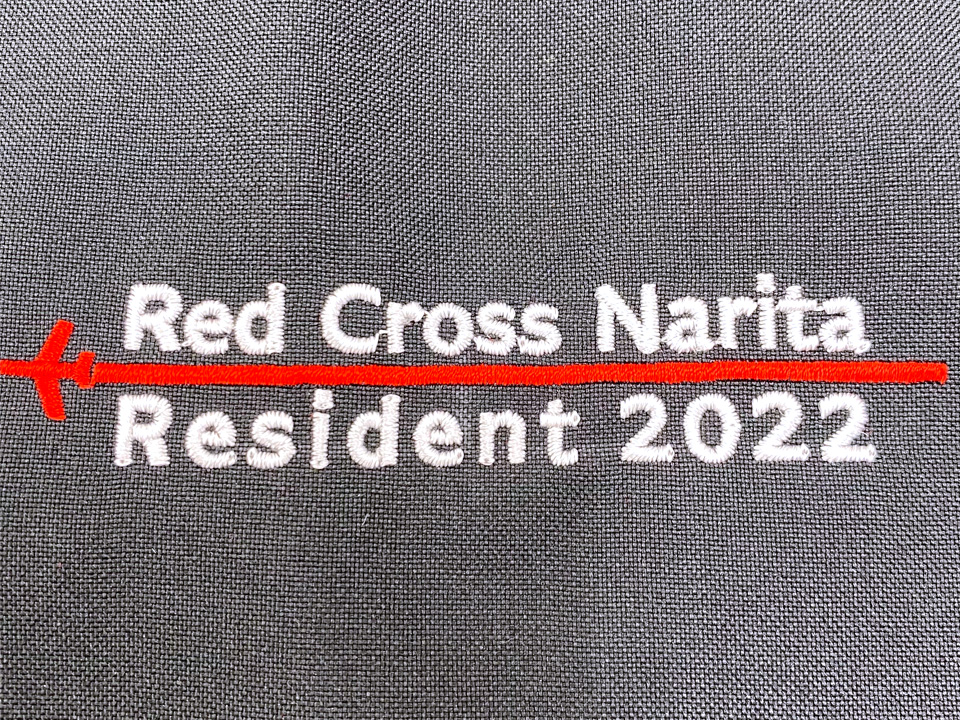 Red Cross Narita
Resident 2022